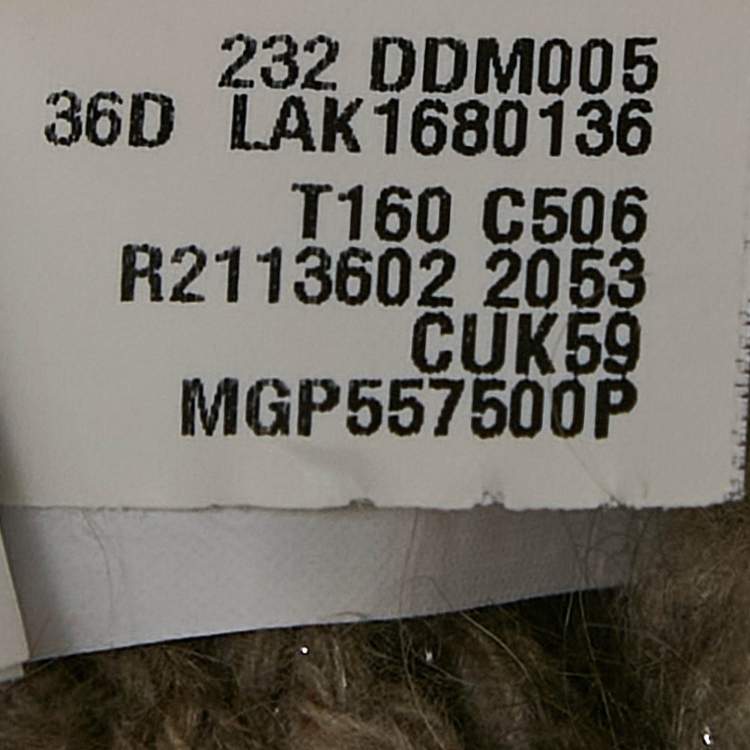 232 DDM005
36D LAK1680136
T160 C506
R2113602 2053
CUK59
MGP557500P